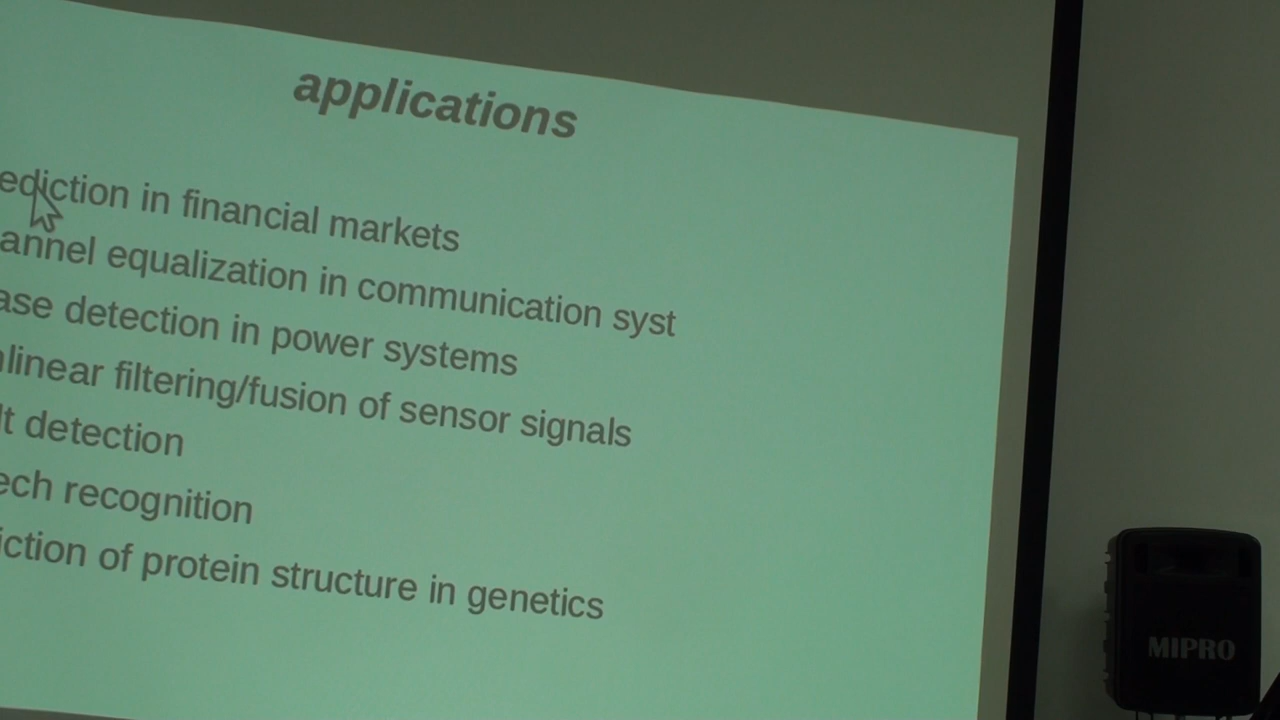 applications
ediction in financial markets
annel equalization in communication syst
ase detection in power systems
linear filtering/fusion of sensor signals
lt detection
ech recognition
iction of protein structure in genetics
MIPRO